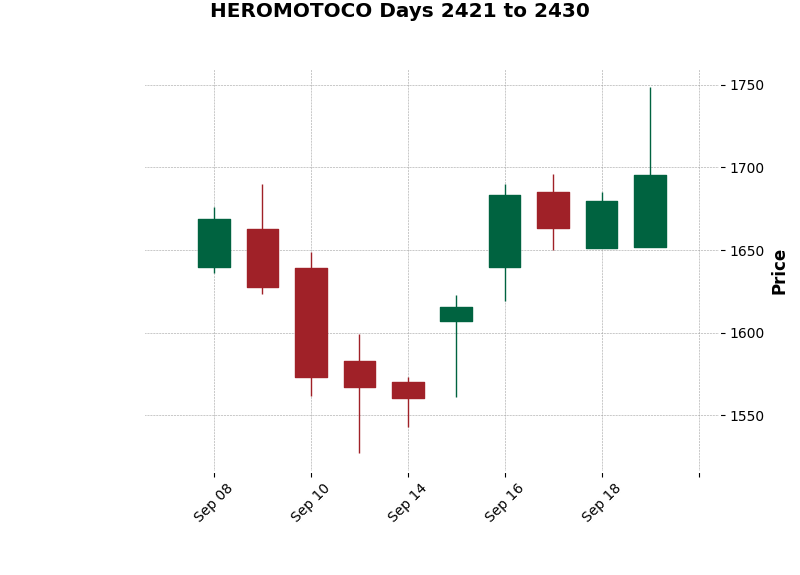 HEROMOTOCO Days 2421 to 2430
1750
1700
1650
1600
1550
Price
Sep 08
Sep 10
Sep 14
Sep 16
Sep 18